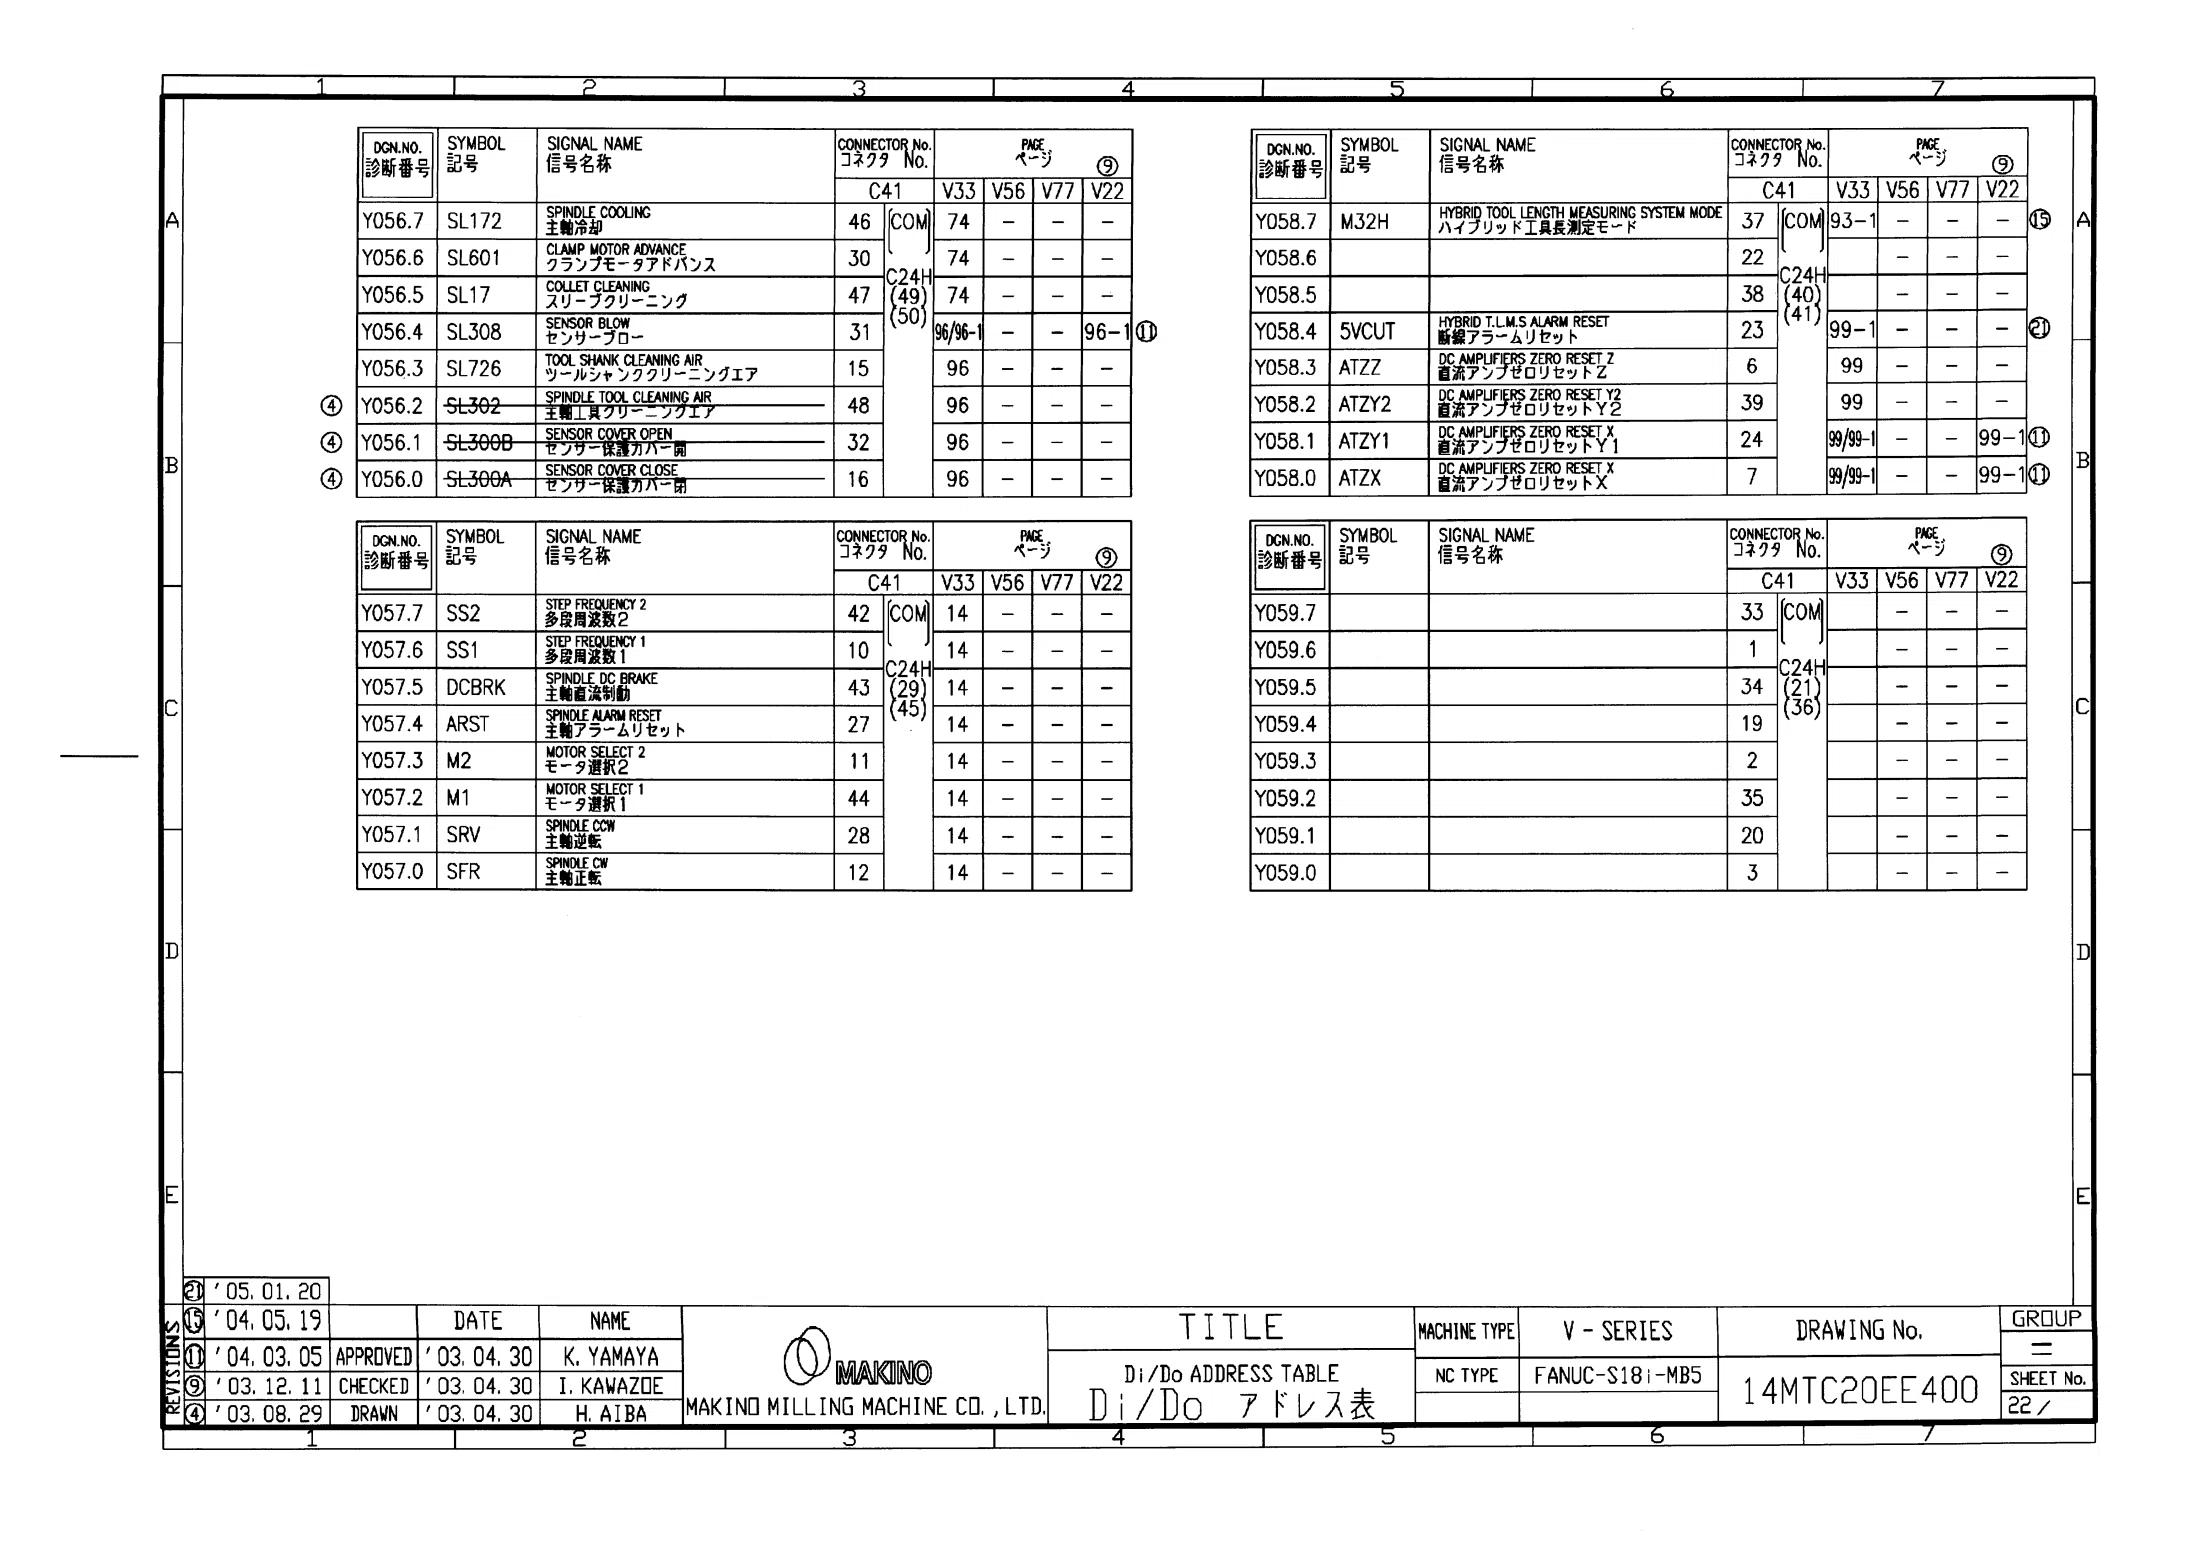 1 2 3 4 5 6 7
A
B
C
D
E
DGN.NO. SYMBOL SIGNAL NAME CONNECTOR No. PAGE
診断番号 記号 信号名称 コネクタ No. ページ ⑨
C41 V33 V56 V77 V22
Y056.7 SL172 SPINDLE COOLING 46 (COM) 74 − − −
主軸冷却
Y056.6 SL601 CLAMP MOTOR ADVANCE 30 74 − − −
クランプモータアドバンス
C24H
Y056.5 SL17 COLLET CLEANING 47 (49) 74 − − −
スリーブクリーニング
(50)
Y056.4 SL308 SENSOR BLOW 31 96/96-1 − − 96-1 ⑪
センサーブロー
Y056.3 SL726 TOOL SHANK CLEANING AIR 15 96 − − −
ツールシャンククリーニングエア
④ Y056.2 SL302 SPINDLE TOOL CLEANING AIR 48 96 − − −
主軸工具クリーニングエア
④ Y056.1 SL300B SENSOR COVER OPEN 32 96 − − −
センサー保護カバー開
④ Y056.0 SL300A SENSOR COVER CLOSE 16 96 − − −
センサー保護カバー閉
DGN.NO. SYMBOL SIGNAL NAME CONNECTOR No. PAGE
診断番号 記号 信号名称 コネクタ No. ページ ⑨
C41 V33 V56 V77 V22
Y057.7 SS2 STEP FREQUENCY 2 42 (COM) 14 − − −
多段周波数2
Y057.6 SS1 STEP FREQUENCY 1 10 14 − − −
多段周波数1
C24H
Y057.5 DCBRK SPINDLE DC BRAKE 43 (29) 14 − − −
主軸直流制動
(45)
Y057.4 ARST SPINDLE ALARM RESET 27 14 − − −
主軸アラームリセット
Y057.3 M2 MOTOR SELECT 2 11 14 − − −
モータ選択2
Y057.2 M1 MOTOR SELECT 1 44 14 − − −
モータ選択1
Y057.1 SRV SPINDLE CCW 28 14 − − −
主軸逆転
Y057.0 SFR SPINDLE CW 12 14 − − −
主軸正転
DGN.NO. SYMBOL SIGNAL NAME CONNECTOR No. PAGE
診断番号 記号 信号名称 コネクタ No. ページ ⑨
C41 V33 V56 V77 V22
Y058.7 M32H HYBRID TOOL LENGTH MEASURING SYSTEM MODE 37 (COM) 93-1 − − − ⑮
ハイブリッド工具長測定モード
Y058.6 22 − − −
C24H
Y058.5 38 (40) − − −
(41)
Y058.4 5VCUT HYBRID T.L.M.S ALARM RESET 23 99-1 − − − ㉑
断線アラームリセット
Y058.3 ATZZ DC AMPLIFIERS ZERO RESET Z 6 99 − − −
直流アンプゼロリセットZ
Y058.2 ATZY2 DC AMPLIFIERS ZERO RESET Y2 39 99 − − −
直流アンプゼロリセットY2
Y058.1 ATZY1 DC AMPLIFIERS ZERO RESET X 24 99/99-1 − − 99-1 ⑪
直流アンプゼロリセットY1
Y058.0 ATZX DC AMPLIFIERS ZERO RESET X 7 99/99-1 − − 99-1 ⑪
直流アンプゼロリセットX
DGN.NO. SYMBOL SIGNAL NAME CONNECTOR No. PAGE
診断番号 記号 信号名称 コネクタ No. ページ ⑨
C41 V33 V56 V77 V22
Y059.7 33 (COM) − − −
Y059.6 1 − − −
C24H
Y059.5 34 (21) − − −
(36)
Y059.4 19 − − −
Y059.3 2 − − −
Y059.2 35 − − −
Y059.1 20 − − −
Y059.0 3 − − −
A
B
C
D
E
REVISIONS
㉑ '05.01.20
⑮ '04.05.19 DATE NAME
⑪ '04.03.05 APPROVED '03.04.30 K. YAMAYA
⑨ '03.12.11 CHECKED '03.04.30 I. KAWAZOE
④ '03.08.29 DRAWN '03.04.30 H. AIBA
MAKINO
MAKINO MILLING MACHINE CO.,LTD.
TITLE
Di/Do ADDRESS TABLE
Di/Do アドレス表
MACHINE TYPE V - SERIES
NC TYPE FANUC-S18i-MB5
DRAWING No.
14MTC20EE400
GROUP
=
SHEET No.
22/
1 2 3 4 5 6 7